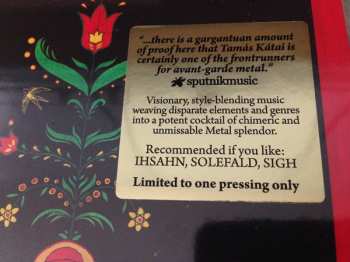 "...there is a gargantuan amount
of proof here that Tamás Kátai is
certainly one of the frontrunners
for avant-garde metal."
sputnikmusic
Visionary, style-blending music
weaving disparate elements and genres
into a potent cocktail of chimeric and
unmissable Metal splendor.
Recommended if you like:
IHSAHN, SOLEFALD, SIGH
Limited to one pressing only